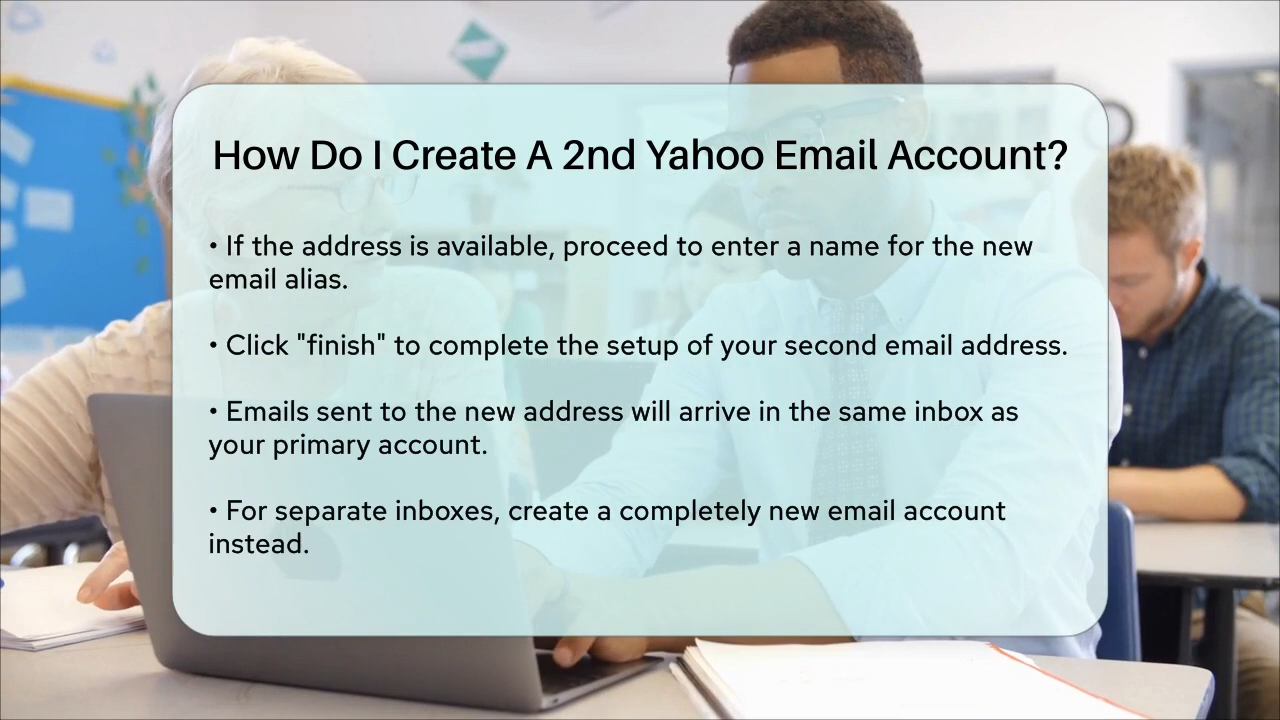 How Do I Create A 2nd Yahoo Email Account?
• If the address is available, proceed to enter a name for the new
email alias.
• Click "finish" to complete the setup of your second email address.
• Emails sent to the new address will arrive in the same inbox as
your primary account.
• For separate inboxes, create a completely new email account
instead.